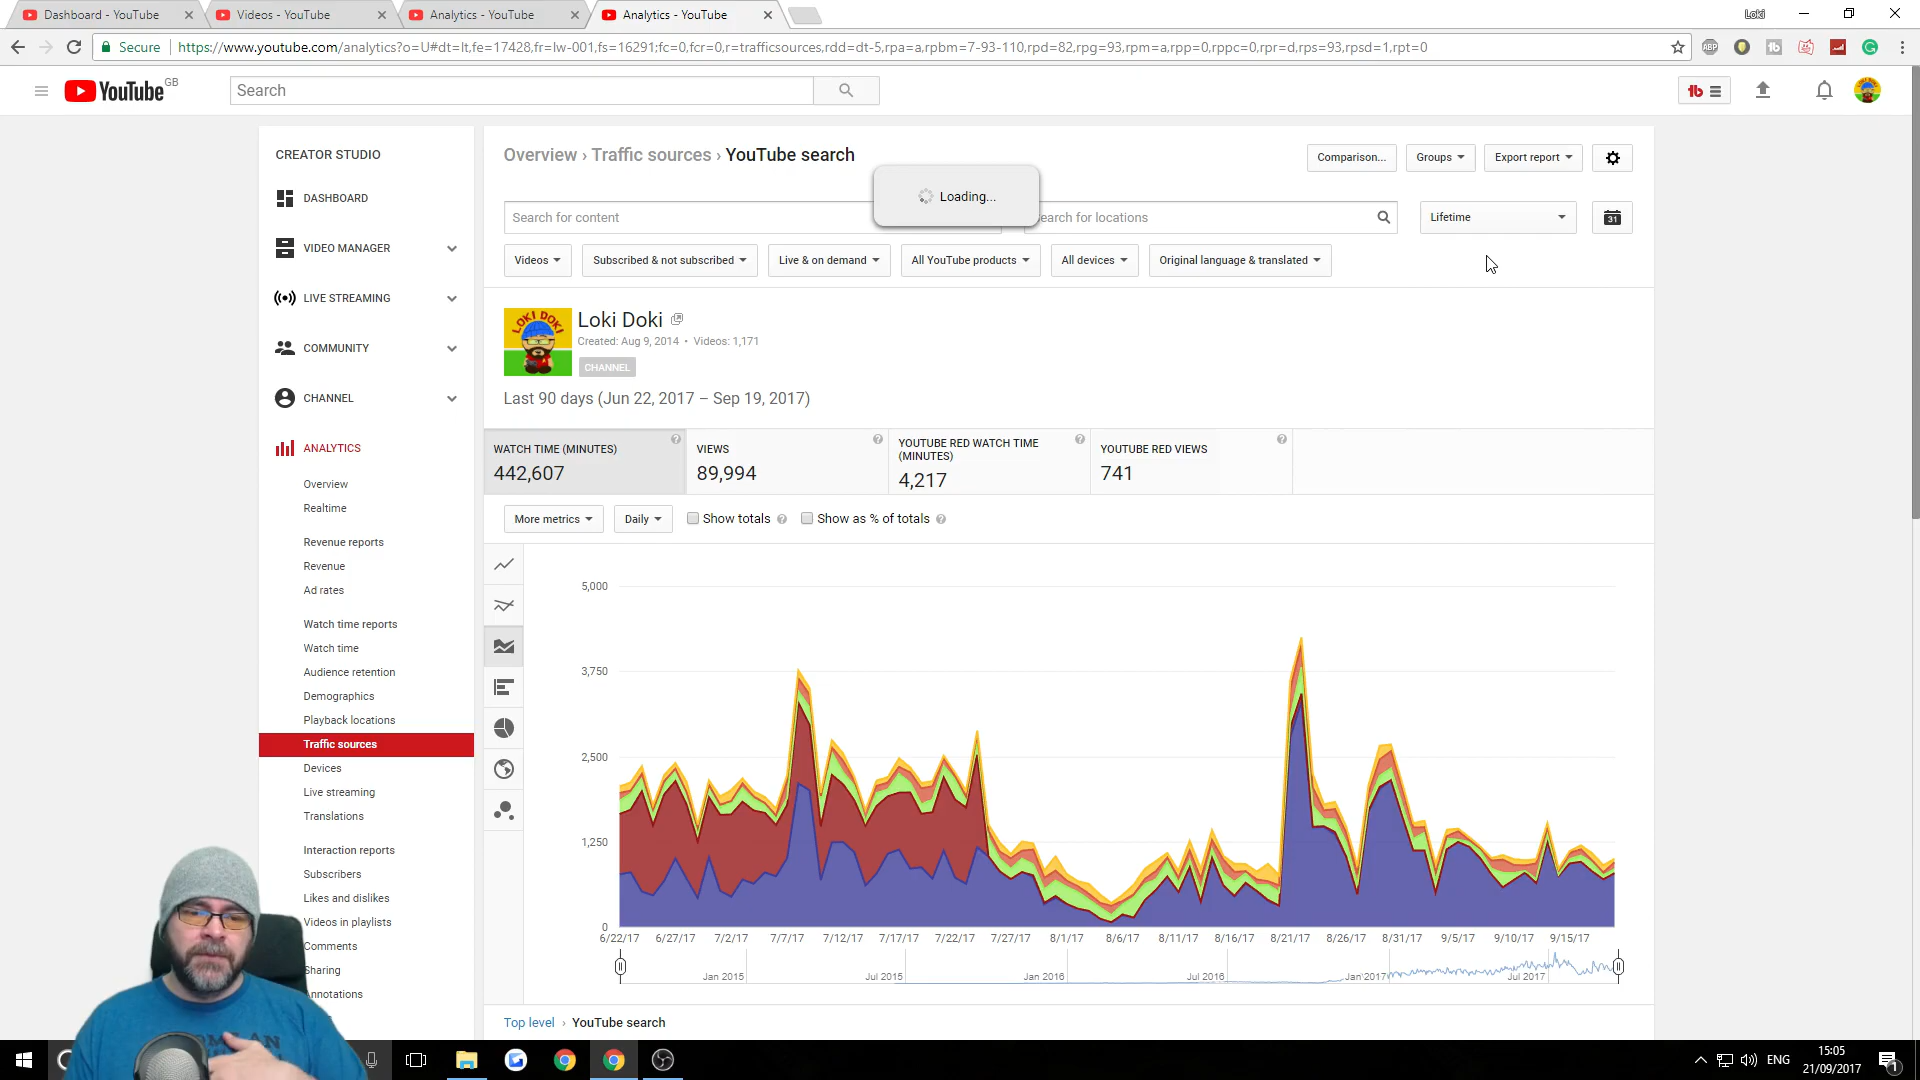 Dashboard - YouTube
Videos - YouTube
Analytics - YouTube
Analytics - YouTube
Loki
Secure
https://www.youtube.com/analytics?o=U#dt=lt,fe=17428,fr=lw-001,fs=16291;fc=0,fcr=0,r=trafficsources,rdd=dt-5,rpa=a,rpbm=7-93-110,rpd=82,rpg=93,rpm=a,rpp=0,rppc=0,rpr=d,rps=93,rpsd=1,rpt=0
ABP
YouTube GB
Search
tb
CREATOR STUDIO
DASHBOARD
VIDEO MANAGER
LIVE STREAMING
COMMUNITY
CHANNEL
ANALYTICS
Overview
Realtime
Revenue reports
Revenue
Ad rates
Watch time reports
Watch time
Audience retention
Demographics
Playback locations
Traffic sources
Devices
Live streaming
Translations
Interaction reports
Subscribers
Likes and dislikes
Videos in playlists
Comments
Sharing
Annotations
Overview › Traffic sources › YouTube search
Comparison...
Groups
Export report
Loading...
Search for content
earch for locations
Lifetime
31
Videos
Subscribed & not subscribed
Live & on demand
All YouTube products
All devices
Original language & translated
LOKI DOKI
Loki Doki
Created: Aug 9, 2014 • Videos: 1,171
CHANNEL
Last 90 days (Jun 22, 2017 – Sep 19, 2017)
WATCH TIME (MINUTES)
442,607
VIEWS
89,994
YOUTUBE RED WATCH TIME (MINUTES)
4,217
YOUTUBE RED VIEWS
741
More metrics
Daily
Show totals
Show as % of totals
5,000
3,750
2,500
1,250
0
6/22/17 6/27/17 7/2/17 7/7/17 7/12/17 7/17/17 7/22/17 7/27/17 8/1/17 8/6/17 8/11/17 8/16/17 8/21/17 8/26/17 8/31/17 9/5/17 9/10/17 9/15/17
Jan 2015 Jul 2015 Jan 2016 Jul 2016 Jan 2017 Jul 2017
Top level › YouTube search
ENG
15:05
21/09/2017
1